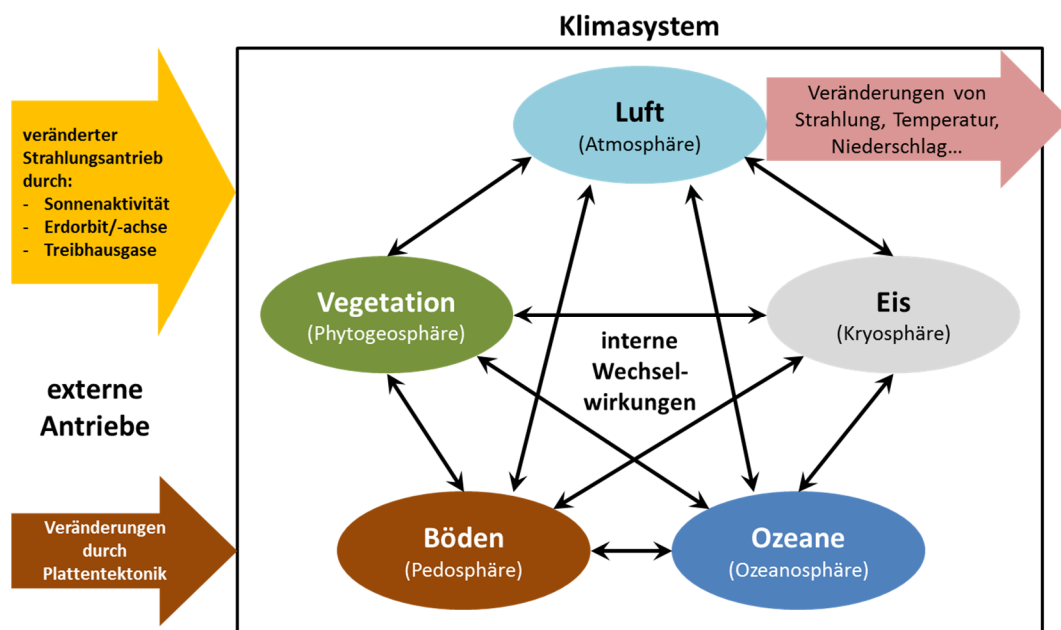 Klimasystem
veränderter
Strahlungsantrieb
durch:
- Sonnenaktivität
- Erdorbit/-achse
- Treibhausgase
Luft
(Atmosphäre)
Veränderungen von
Strahlung, Temperatur,
Niederschlag...
Vegetation
(Phytogeosphäre)
Eis
(Kryosphäre)
interne
Wechsel-
wirkungen
externe
Antriebe
Veränderungen
durch
Plattentektonik
Böden
(Pedosphäre)
Ozeane
(Ozeanosphäre)